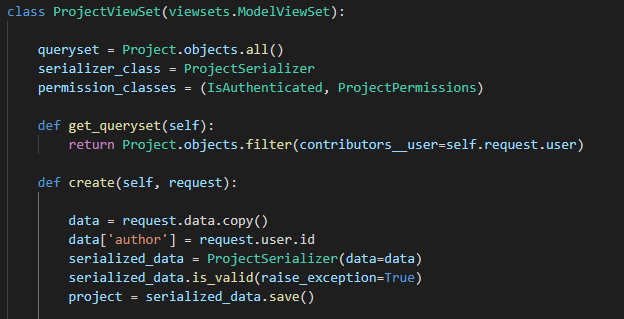 class ProjectViewSet(viewsets.ModelViewSet):
queryset = Project.objects.all()
serializer_class = ProjectSerializer
permission_classes = (IsAuthenticated, ProjectPermissions)
def get_queryset(self):
return Project.objects.filter(contributors__user=self.request.user)
def create(self, request):
data = request.data.copy()
data['author'] = request.user.id
serialized_data = ProjectSerializer(data=data)
serialized_data.is_valid(raise_exception=True)
project = serialized_data.save()